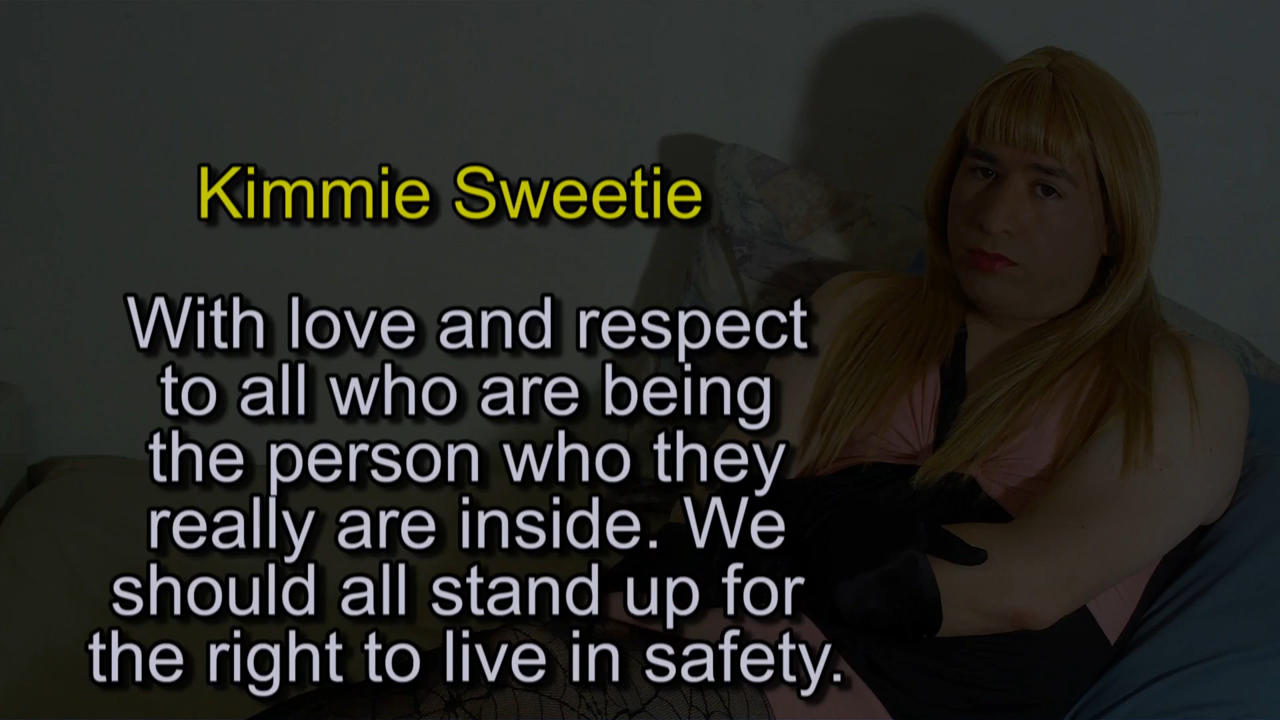 Kimmie Sweetie
With love and respect
to all who are being
the person who they
really are inside. We
should all stand up for
the right to live in safety.